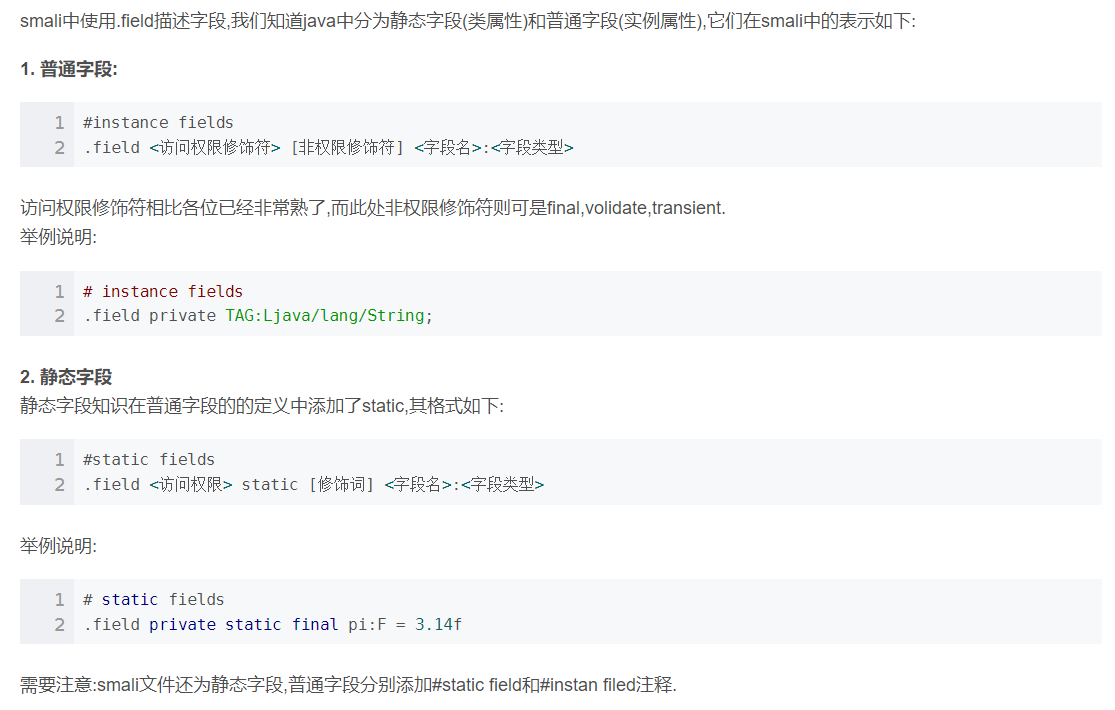 smali中使用.field描述字段,我们知道java中分为静态字段(类属性)和普通字段(实例属性),它们在smali中的表示如下:
1. 普通字段:
1 #instance fields
2 .field <访问权限修饰符> [非权限修饰符] <字段名>:<字段类型>
访问权限修饰符相比各位已经非常熟了,而此处非权限修饰符则可是final,volidate,transient.
举例说明:
1 # instance fields
2 .field private TAG:Ljava/lang/String;
2. 静态字段
静态字段知识在普通字段的的定义中添加了static,其格式如下:
1 #static fields
2 .field <访问权限> static [修饰词] <字段名>:<字段类型>
举例说明:
1 # static fields
2 .field private static final pi:F = 3.14f
需要注意:smali文件还为静态字段,普通字段分别添加#static field和#instan filed注释.